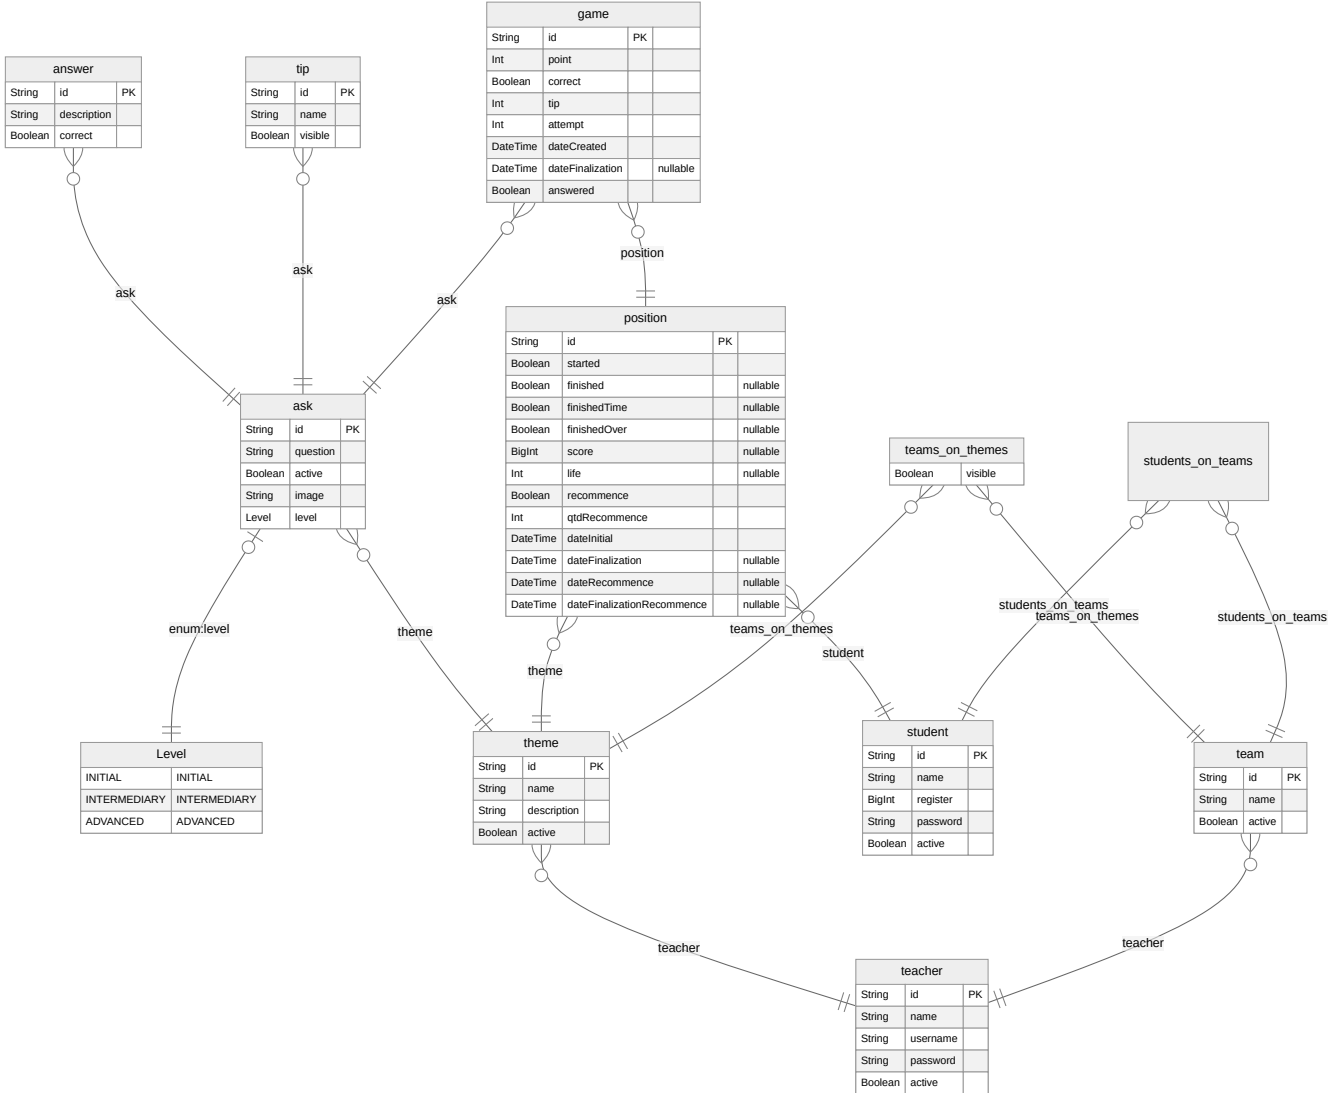 game
String id PK
Int point
Boolean correct
Int tip
Int attempt
DateTime dateCreated
DateTime dateFinalization nullable
Boolean answered
answer
String id PK
String description
Boolean correct
tip
String id PK
String name
Boolean visible
position
ask
ask
ask
position
String id PK
Boolean started
Boolean finished nullable
Boolean finishedTime nullable
Boolean finishedOver nullable
BigInt score nullable
Int life nullable
Boolean recommence
Int qtdRecommence
DateTime dateInitial
DateTime dateFinalization nullable
DateTime dateRecommence nullable
DateTime dateFinalizationRecommence nullable
ask
String id PK
String question
Boolean active
String image
Level level
teams_on_themes
Boolean visible
students_on_teams
students_on_teams
teams_on_themes
students_on_teams
enum:level
theme
teams_on_themes
student
theme
Level
INITIAL INITIAL
INTERMEDIARY INTERMEDIARY
ADVANCED ADVANCED
theme
String id PK
String name
String description
Boolean active
student
String id PK
String name
BigInt register
String password
Boolean active
team
String id PK
String name
Boolean active
teacher
teacher
teacher
String id PK
String name
String username
String password
Boolean active